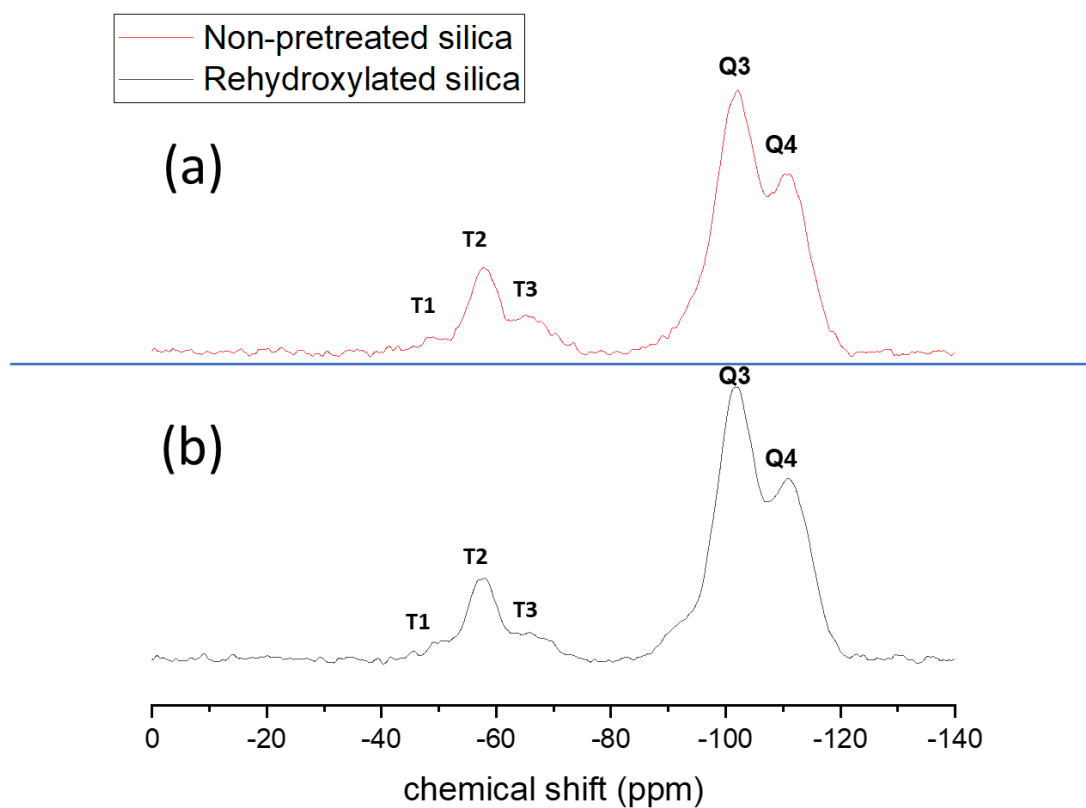 Non-pretreated silica
Rehydroxylated silica
(a)
T1
T2
T3
Q3
Q4
(b)
T1
T2
T3
Q3
Q4
0 -20 -40 -60 -80 -100 -120 -140
chemical shift (ppm)